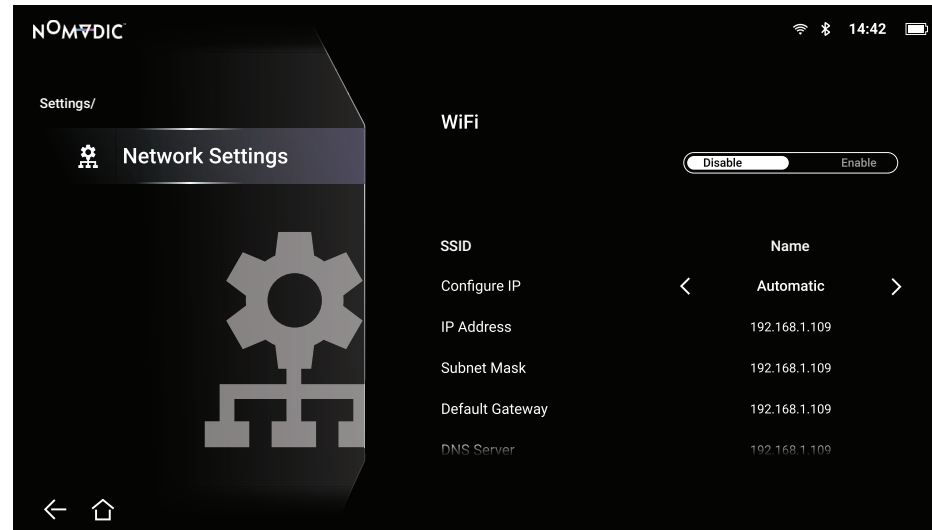 NOMADIC
14:42
Settings/
Network Settings
WiFi
Disable Enable
SSID Name
Configure IP Automatic
IP Address 192.168.1.109
Subnet Mask 192.168.1.109
Default Gateway 192.168.1.109
DNS Server 192.168.1.109